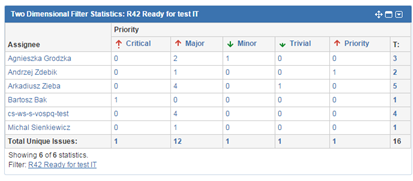 Two Dimensional Filter Statistics: R42 Ready for test IT
Priority
Assignee Critical Major Minor Trivial Priority T:
Agnieszka Grodzka 0 2 1 0 0 3
Andrzej Zdebik 0 1 0 0 1 2
Arkadiusz Zieba 0 4 0 1 0 5
Bartosz Bak 1 0 0 0 0 1
cs-ws-s-vospq-test 0 4 0 0 0 4
Michal Sienkiewicz 0 1 0 0 0 1
Total Unique Issues: 1 12 1 1 1 16
Showing 6 of 6 statistics.
Filter: R42 Ready for test IT